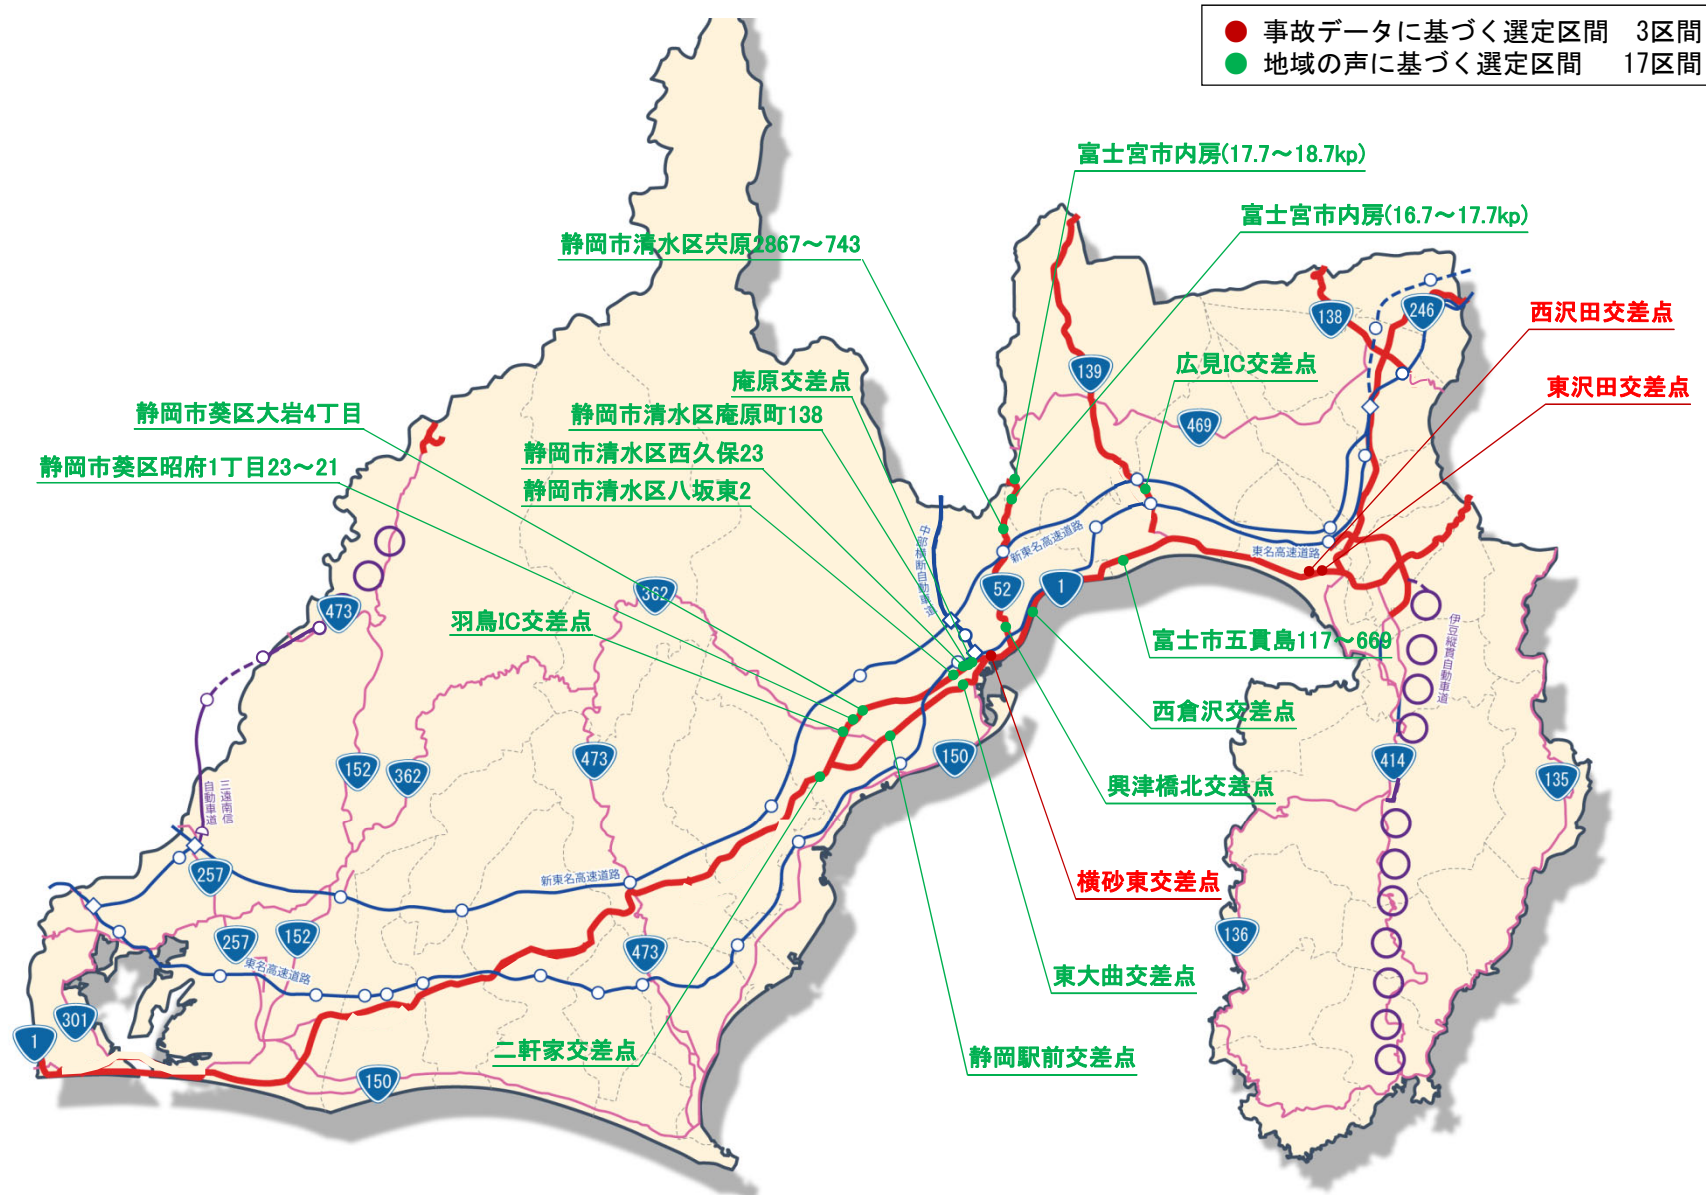 事故データに基づく選定区間 3区間
地域の声に基づく選定区間 17区間
富士宮市内房(17.7～18.7kp)
富士宮市内房(16.7～17.7kp)
静岡市清水区宍原2867～743
西沢田交差点
138
246
139
広見IC交差点
東沢田交差点
庵原交差点
静岡市葵区大岩4丁目
静岡市清水区庵原町138
469
静岡市清水区西久保23
静岡市葵区昭府1丁目23～21
静岡市清水区八坂東2
中部横断自動車道
新東名高速道路
東名高速道路
52
1
362
473
羽鳥IC交差点
富士市五貫島117～669
伊豆縦貫自動車道
西倉沢交差点
152
362
473
150
414
135
三遠南信
自動車道
興津橋北交差点
257
新東名高速道路
横砂東交差点
257
152
473
136
東名高速道路
東大曲交差点
301
1
二軒家交差点
静岡駅前交差点
150